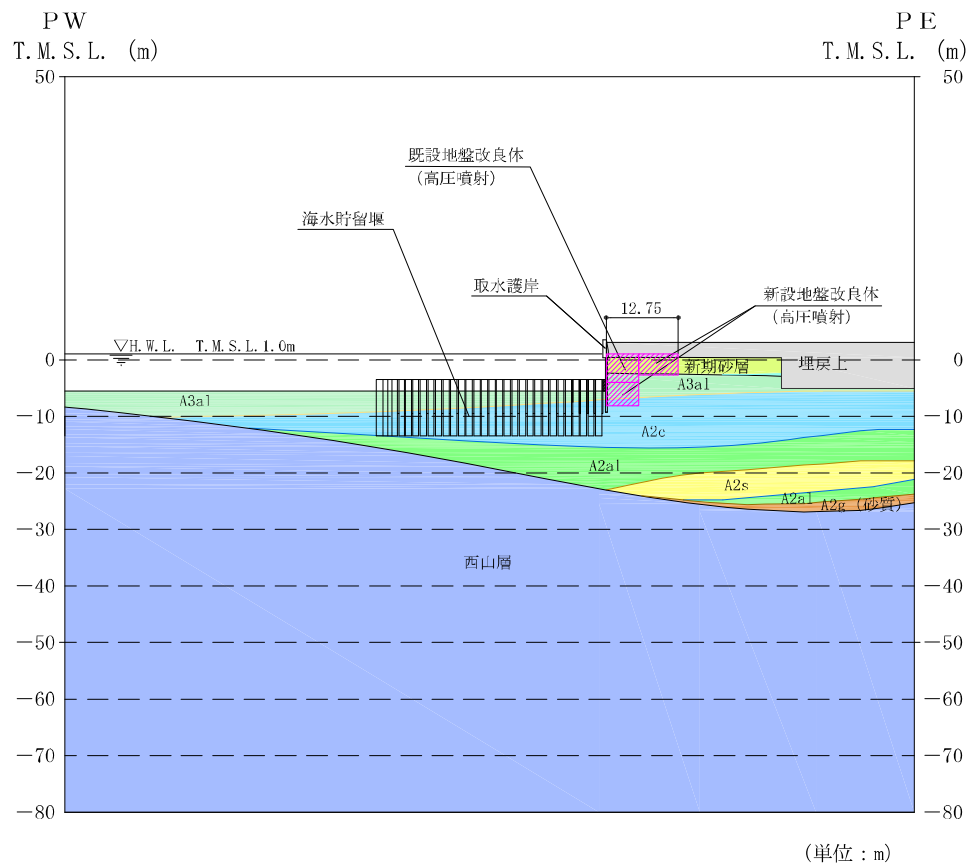 PW
PE
T.M.S.L. (m)
T.M.S.L. (m)
50
50
既設地盤改良体
(高圧噴射)
海水貯留堰
取水護岸
12.75
新設地盤改良体
(高圧噴射)
▽H.W.L. T.M.S.L.1.0m
0
新期砂層
埋戻土
0
A3al
A3al
−10
A2c
−10
A2al
−20
A2s
−20
A2al
A2g(砂質)
−30
−30
西山層
−40
−40
−50
−50
−60
−60
−70
−70
−80
−80
(単位:m)